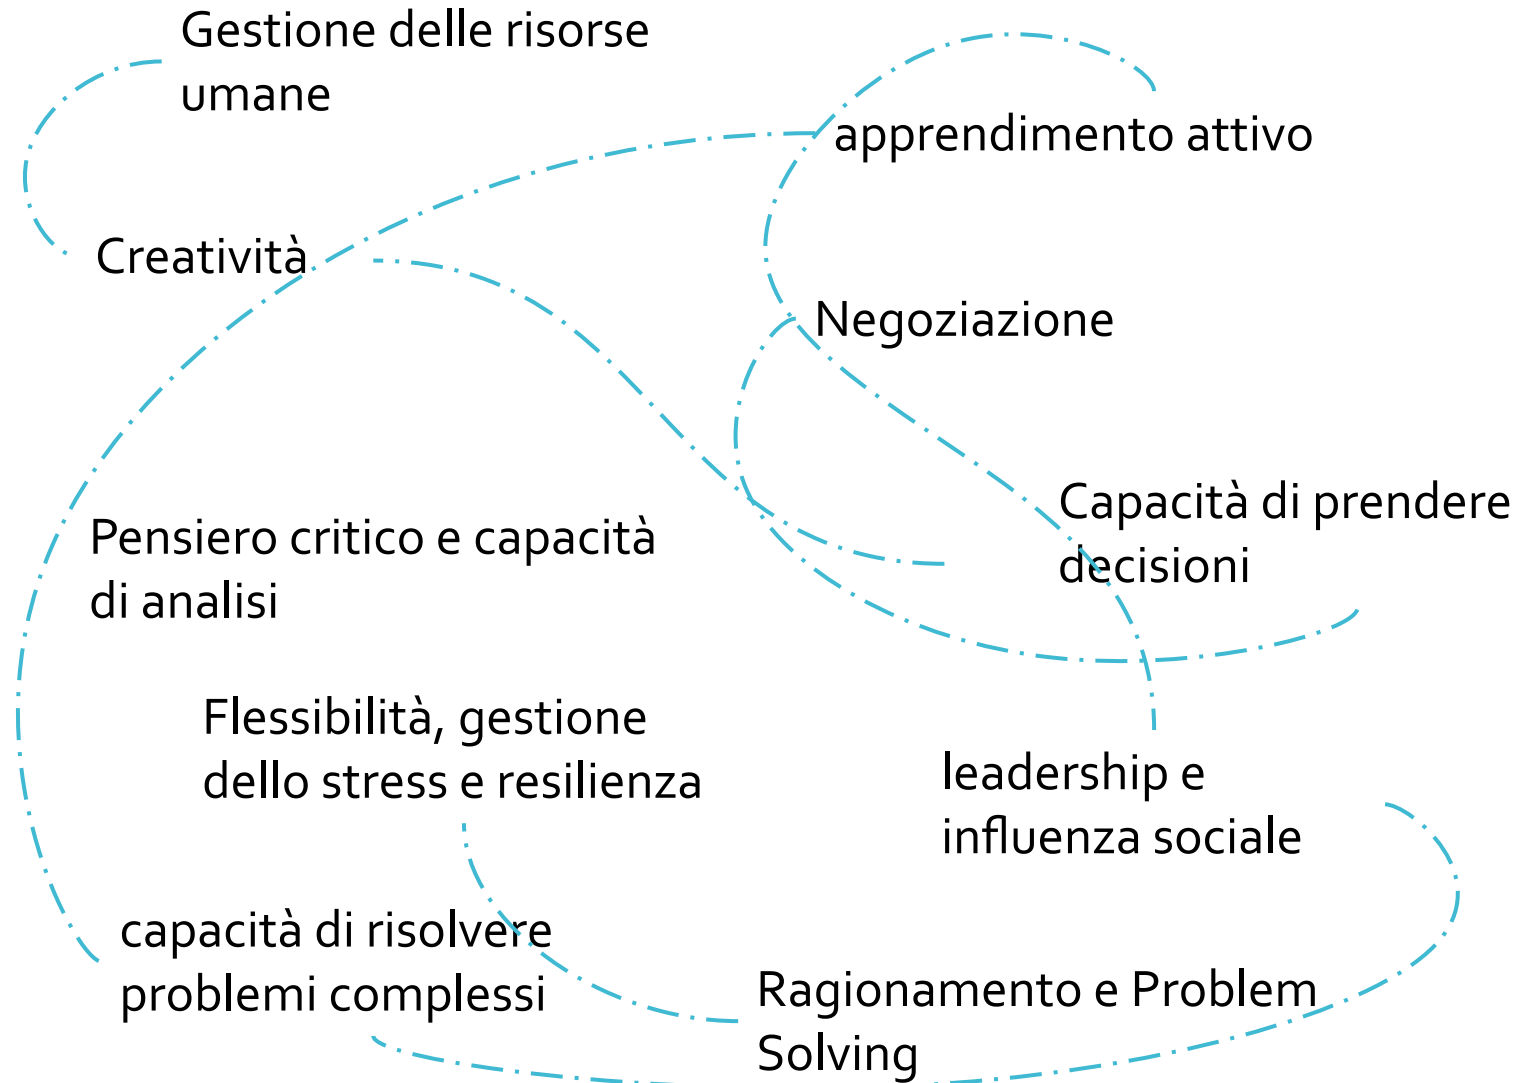 Gestione delle risorse
umane
apprendimento attivo
Creatività
Negoziazione
Capacità di prendere
decisioni
Pensiero critico e capacità
di analisi
Flessibilità, gestione
dello stress e resilienza
leadership e
influenza sociale
capacità di risolvere
problemi complessi
Ragionamento e Problem
Solving